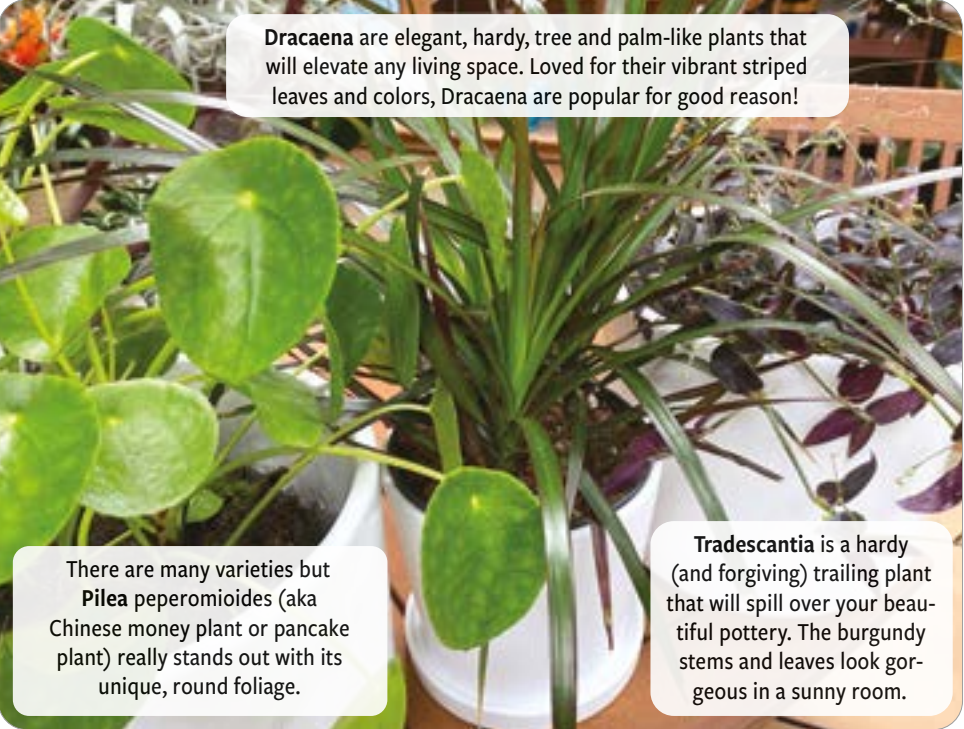 Dracaena are elegant, hardy, tree and palm-like plants that
will elevate any living space. Loved for their vibrant striped
leaves and colors, Dracaena are popular for good reason!
There are many varieties but
Pilea peperomioides (aka
Chinese money plant or pancake
plant) really stands out with its
unique, round foliage.
Tradescantia is a hardy
(and forgiving) trailing plant
that will spill over your beau-
tiful pottery. The burgundy
stems and leaves look gor-
geous in a sunny room.